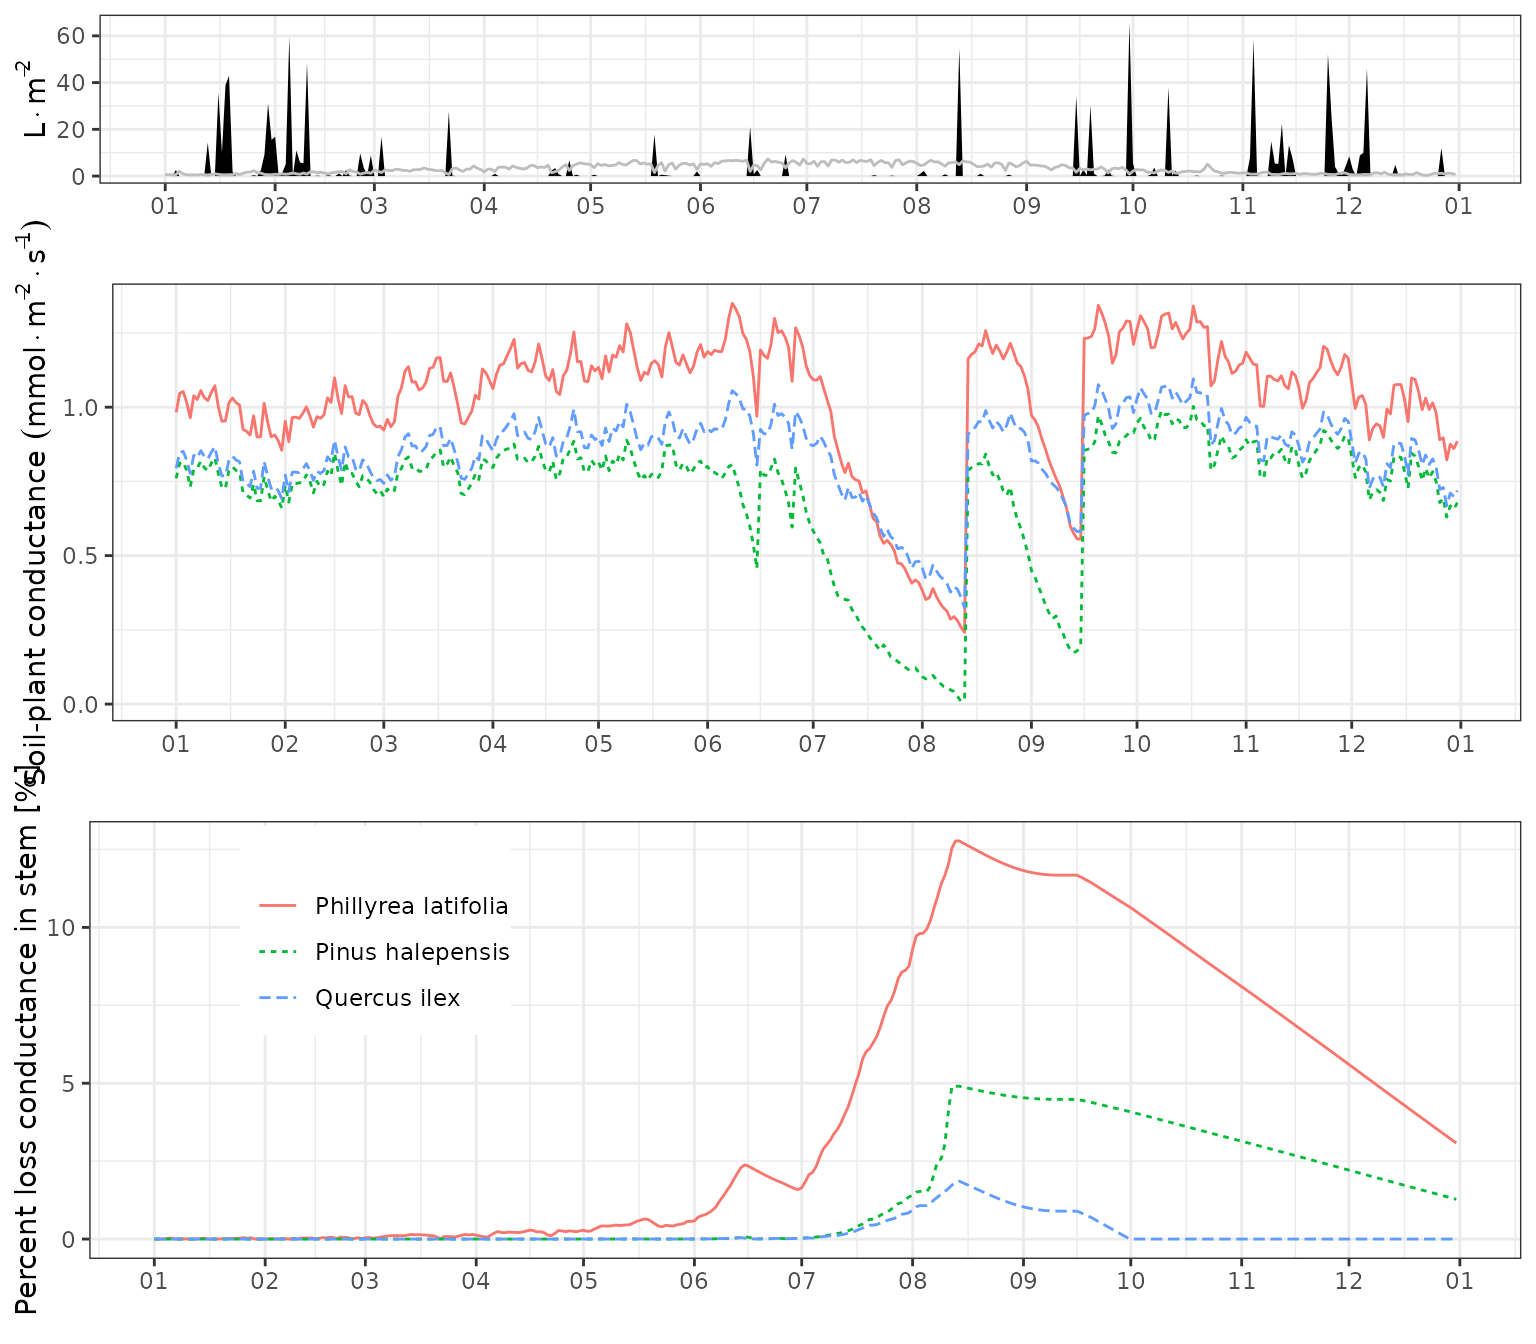 L· m⁻²
60
40
20
0
01 02 03 04 05 06 07 08 09 10 11 12 01
Soil-plant conductance (mmol · m⁻² · s⁻¹)
1.0
0.5
0.0
01 02 03 04 05 06 07 08 09 10 11 12 01
Percent loss conductance in stem [%]
10
5
0
Phillyrea latifolia
Pinus halepensis
Quercus ilex
01 02 03 04 05 06 07 08 09 10 11 12 01